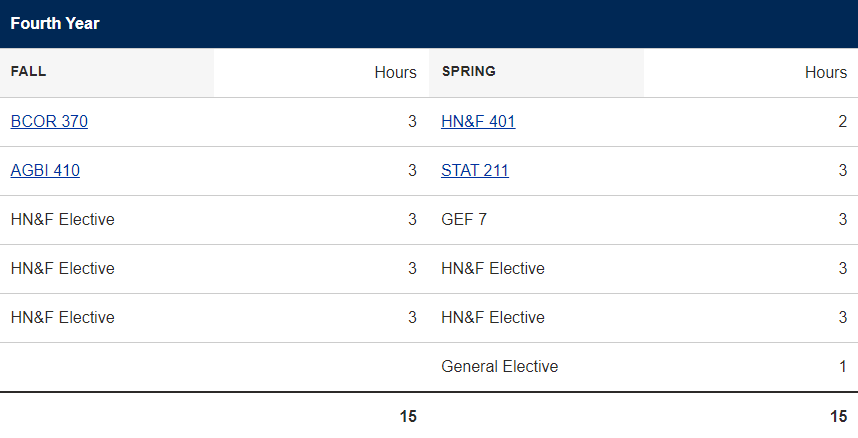 Fourth Year
FALL Hours SPRING Hours
BCOR 370 3 HN&F 401 2
AGBI 410 3 STAT 211 3
HN&F Elective 3 GEF 7 3
HN&F Elective 3 HN&F Elective 3
HN&F Elective 3 HN&F Elective 3
General Elective 1
15 15